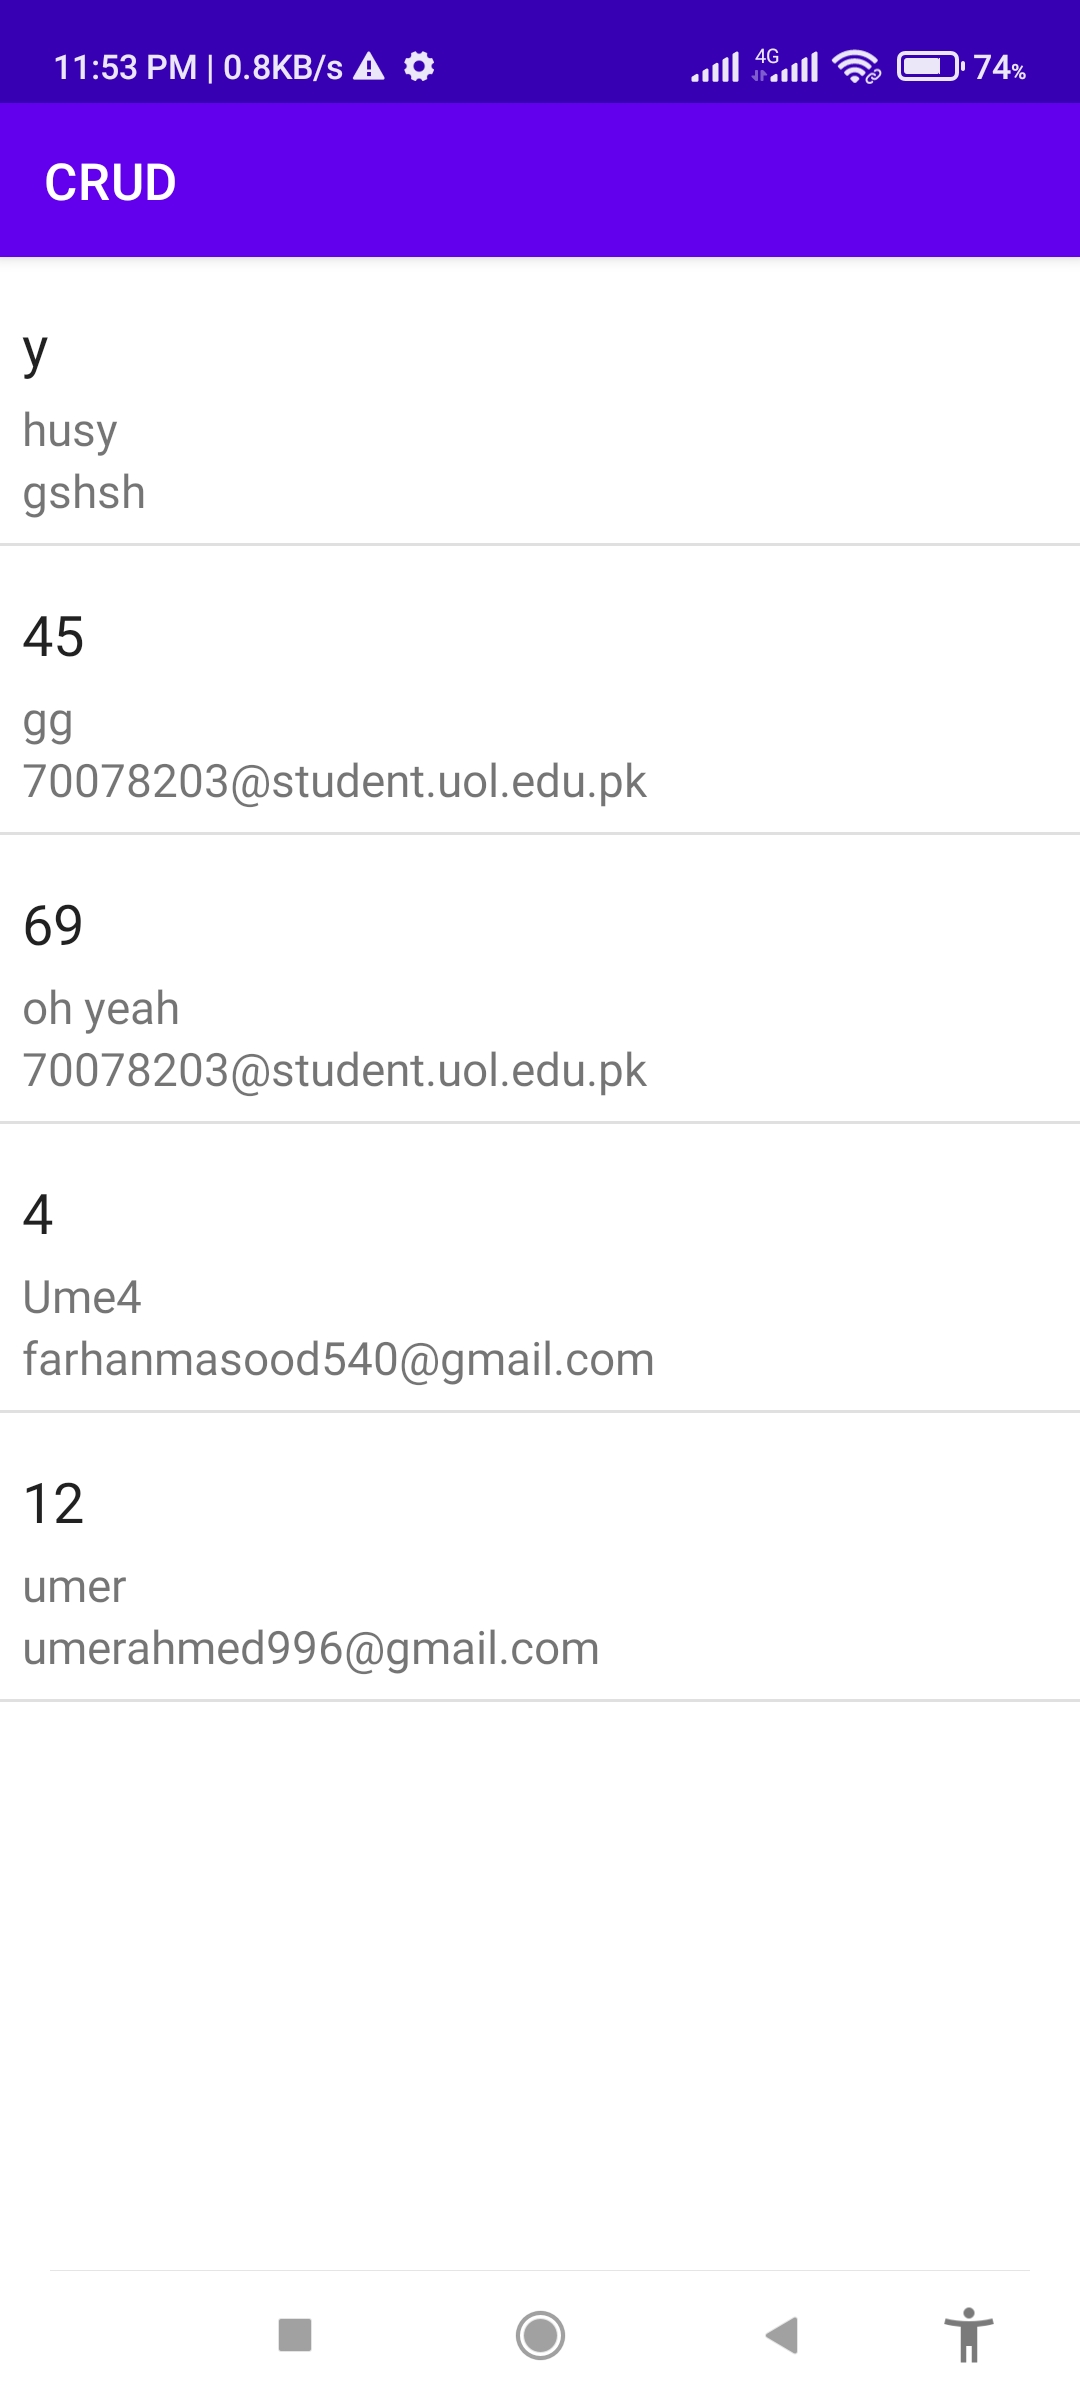 11:53 PM | 0.8KB/s 4G 74%
CRUD
y
husy
gshsh
45
gg
70078203@student.uol.edu.pk
69
oh yeah
70078203@student.uol.edu.pk
4
Ume4
farhanmasood540@gmail.com
12
umer
umerahmed996@gmail.com